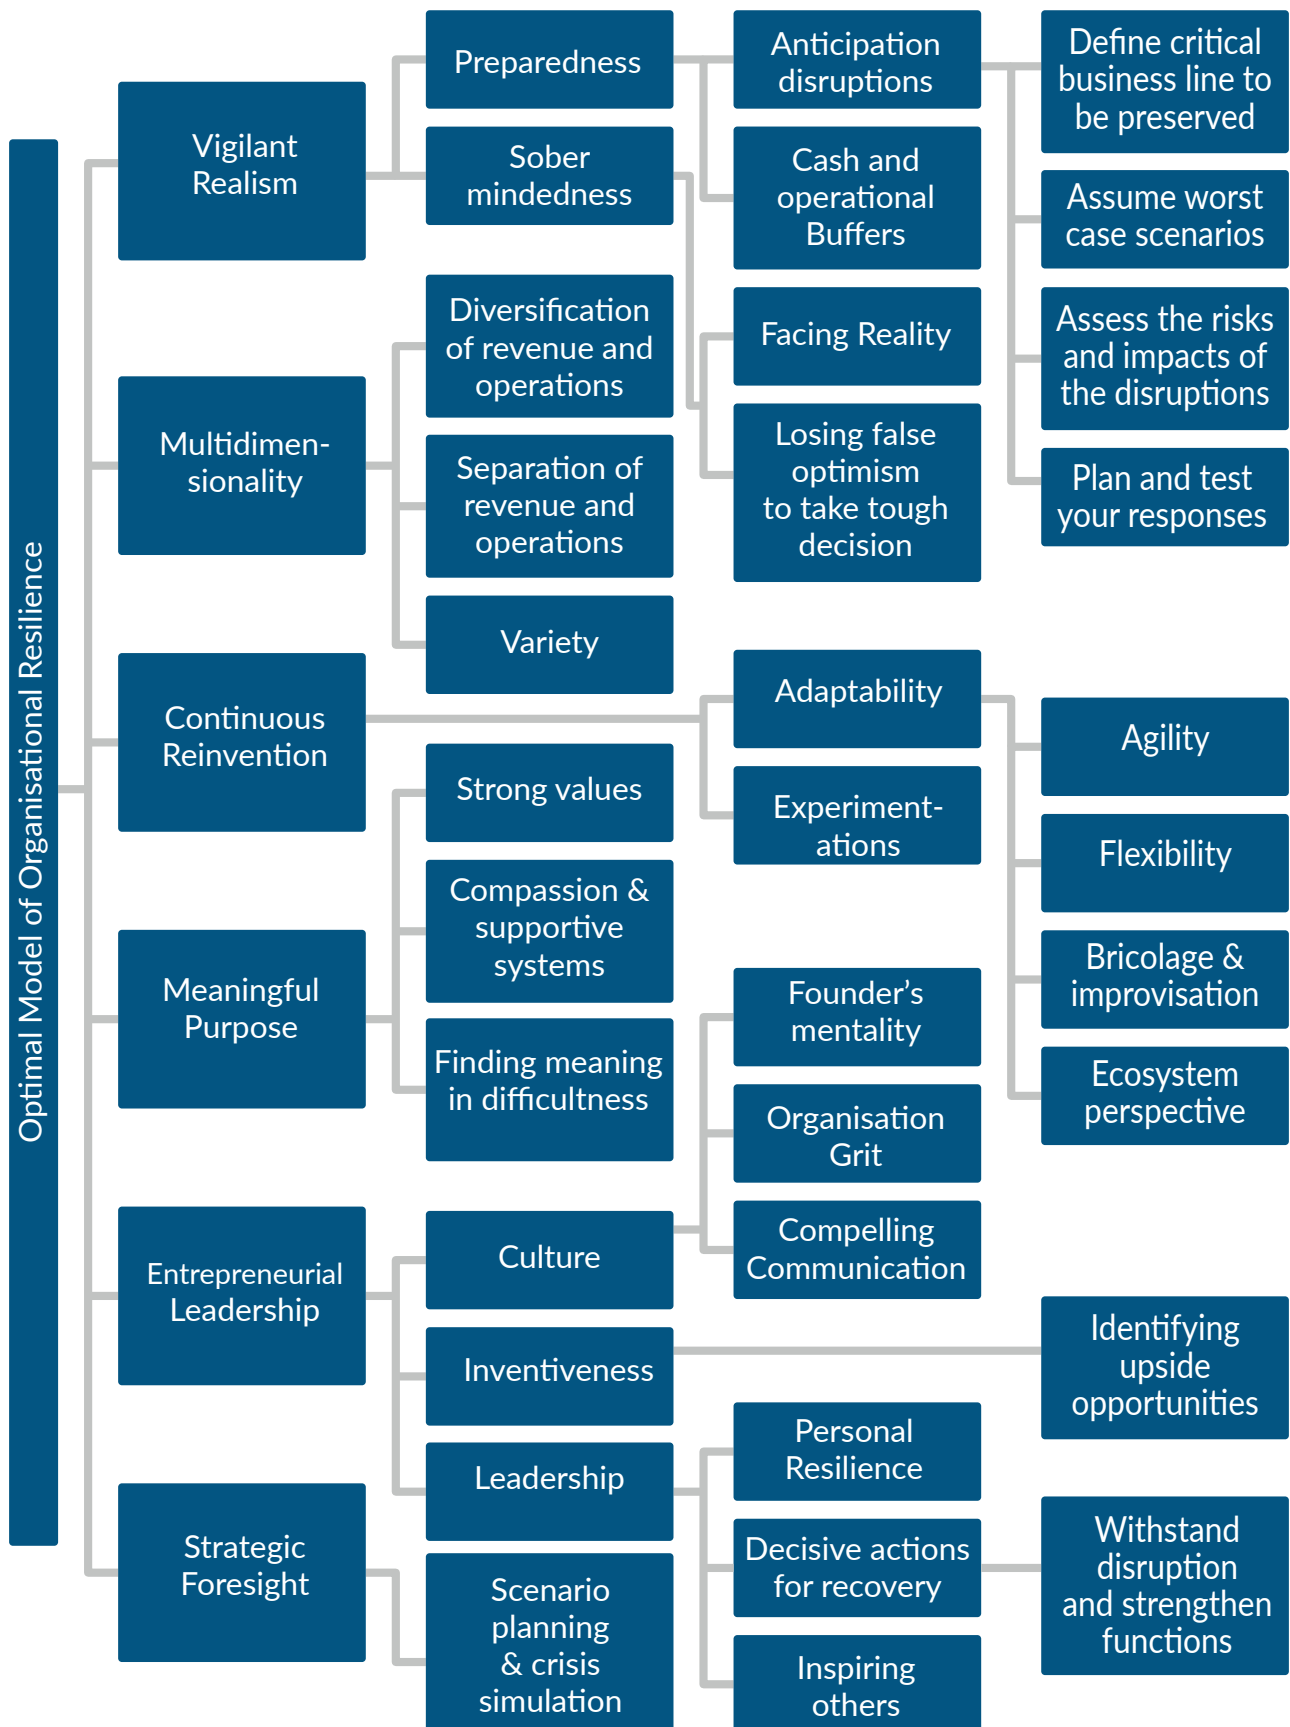 Optimal Model of Organisational Resilience
Vigilant
Realism
Preparedness
Sober
mindedness
Anticipation
disruptions
Cash and
operational
Buffers
Facing Reality
Losing false
optimism
to take tough
decision
Define critical
business line to
be preserved
Assume worst
case scenarios
Assess the risks
and impacts of
the disruptions
Plan and test
your responses
Multidimen-
sionality
Diversification
of revenue and
operations
Separation of
revenue and
operations
Variety
Continuous
Reinvention
Adaptability
Experiment-
ations
Agility
Flexibility
Bricolage &
improvisation
Ecosystem
perspective
Meaningful
Purpose
Strong values
Compassion &
supportive
systems
Finding meaning
in difficultness
Entrepreneurial
Leadership
Culture
Founder’s
mentality
Organisation
Grit
Compelling
Communication
Inventiveness
Identifying
upside
opportunities
Leadership
Personal
Resilience
Decisive actions
for recovery
Inspiring
others
Withstand
disruption
and strengthen
functions
Strategic
Foresight
Scenario
planning
& crisis
simulation